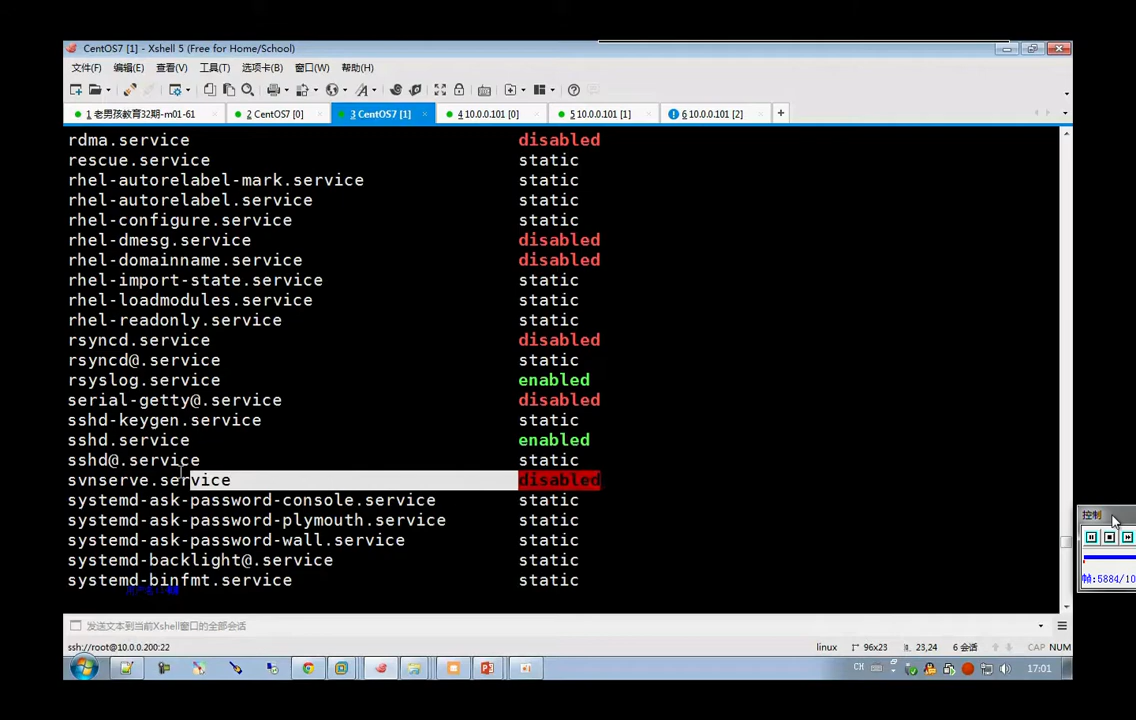 CentOS7 [1] - Xshell 5 (Free for Home/School)
文件(F) 编辑(E) 查看(V) 工具(T) 选项卡(B) 窗口(W) 帮助(H)
1 老男孩教育32期-m01-61 2 CentOS7 [0] 3 CentOS7 [1] 4 10.0.0.101 [0] 5 10.0.0.101 [1] 6 10.0.0.101 [2]
rdma.service disabled
rescue.service static
rhel-autorelabel-mark.service static
rhel-autorelabel.service static
rhel-configure.service static
rhel-dmesg.service disabled
rhel-domainname.service disabled
rhel-import-state.service static
rhel-loadmodules.service static
rhel-readonly.service static
rsyncd.service disabled
rsyncd@.service static
rsyslog.service enabled
serial-getty@.service disabled
sshd-keygen.service static
sshd.service enabled
sshd@.service static
svnserve.service disabled
systemd-ask-password-console.service static
systemd-ask-password-plymouth.service static
systemd-ask-password-wall.service static
systemd-backlight@.service static
systemd-binfmt.service static
控制
帧:5884/10
发送文本到当前Xshell窗口的全部会话
ssh://root@10.0.0.200:22 linux 96x23 23,24 6 会话 CAP NUM
CH 17:01